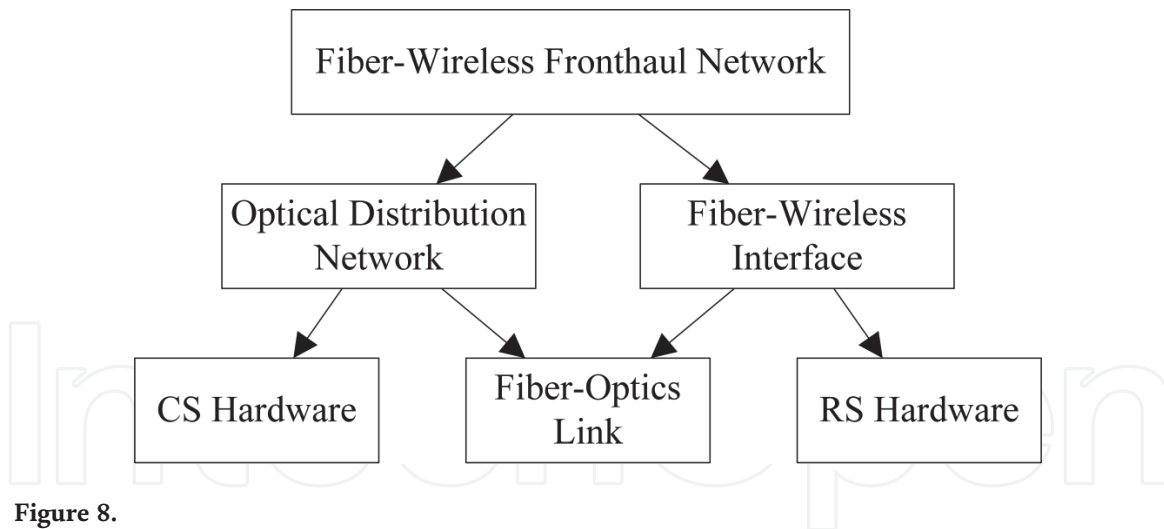 Fiber-Wireless Fronthaul Network
Optical Distribution
Network
Fiber-Wireless
Interface
CS Hardware
Fiber-Optics
Link
RS Hardware
IntechOpen
Figure 8.